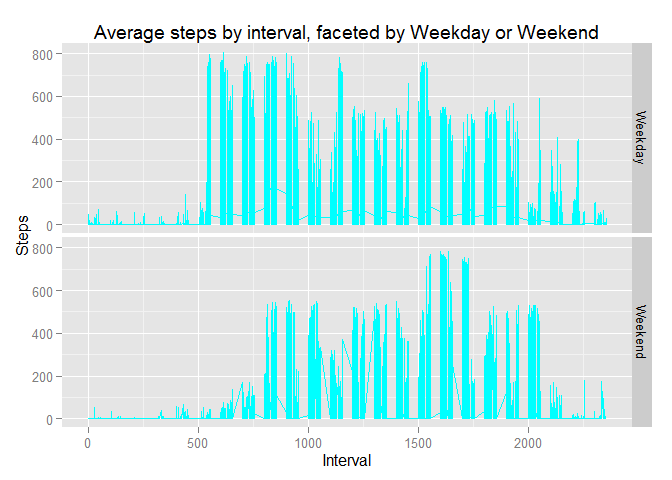 Average steps by interval, faceted by Weekday or Weekend
800
600
400
200
0
Weekday
Steps
800
600
400
200
0
Weekend
0 500 1000 1500 2000
Interval